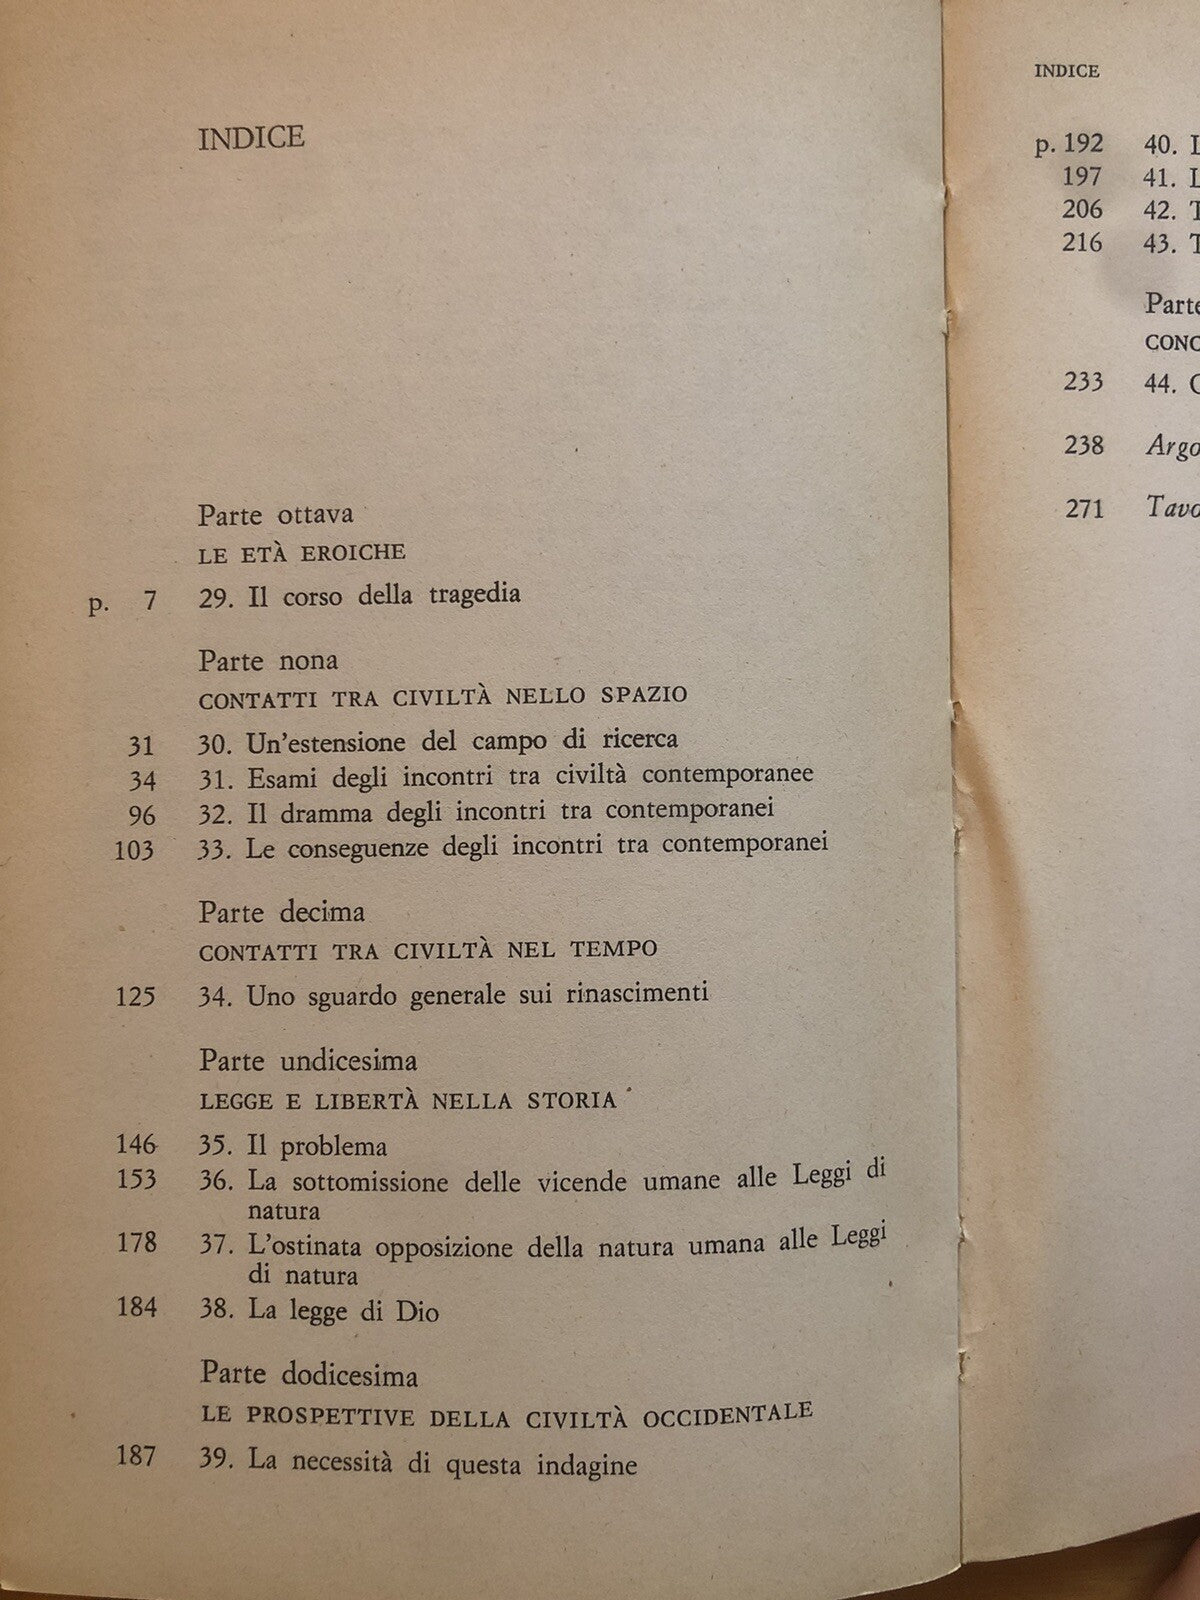 INDICE
Parte ottava
LE ETÀ EROICHE
p. 7 29. Il corso della tragedia
Parte nona
CONTATTI TRA CIVILTÀ NELLO SPAZIO
31 30. Un'estensione del campo di ricerca
34 31. Esami degli incontri tra civiltà contemporanee
96 32. Il dramma degli incontri tra contemporanei
103 33. Le conseguenze degli incontri tra contemporanei
Parte decima
CONTATTI TRA CIVILTÀ NEL TEMPO
125 34. Uno sguardo generale sui rinascimenti
Parte undicesima
LEGGE E LIBERTÀ NELLA STORIA
146 35. Il problema
153 36. La sottomissione delle vicende umane alle Leggi di
natura
178 37. L'ostinata opposizione della natura umana alle Leggi
di natura
184 38. La legge di Dio
Parte dodicesima
LE PROSPETTIVE DELLA CIVILTÀ OCCIDENTALE
187 39. La necessità di questa indagine
INDICE
p. 192 40.
197 41.
206 42.
216 43.
Parte
233 44.
238
271